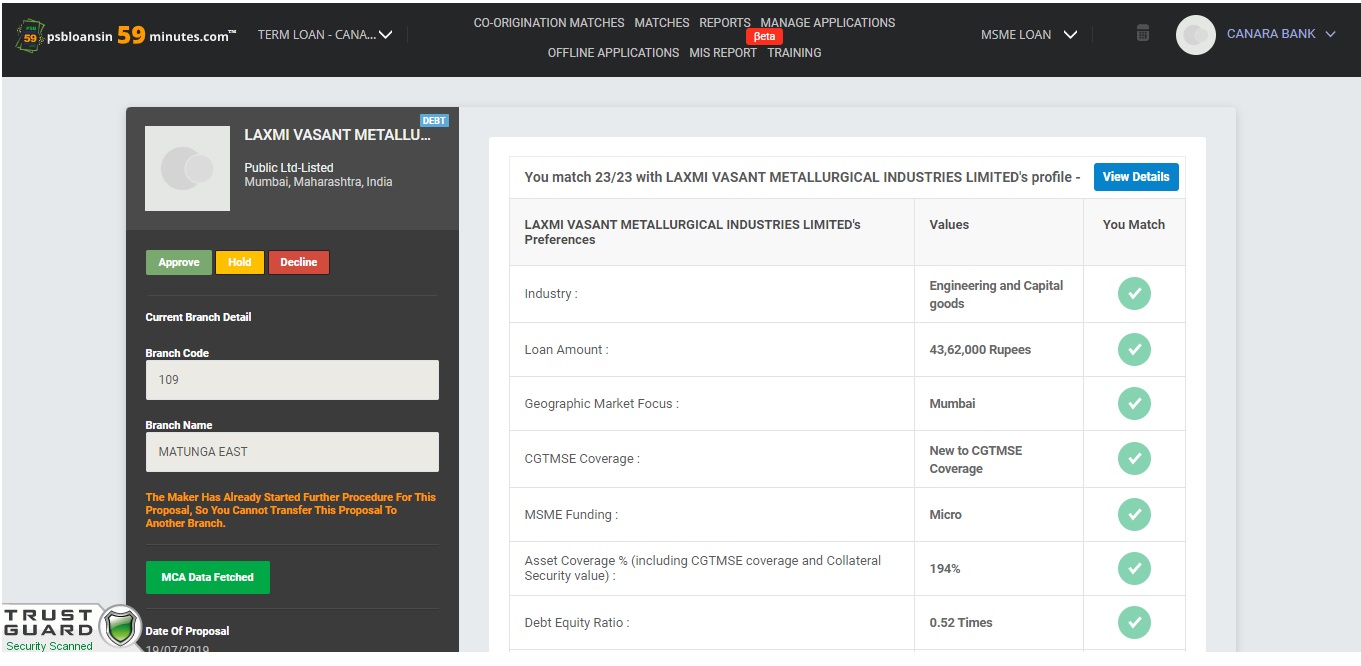 PSB
59
psbloansin 59 minutes.com™
TERM LOAN - CANA...
CO-ORIGINATION MATCHES MATCHES REPORTS MANAGE APPLICATIONS
βeta
OFFLINE APPLICATIONS MIS REPORT TRAINING
MSME LOAN
CANARA BANK
DEBT
LAXMI VASANT METALLU...
Public Ltd-Listed
Mumbai, Maharashtra, India
Approve Hold Decline
Current Branch Detail
Branch Code
109
Branch Name
MATUNGA EAST
The Maker Has Already Started Further Procedure For This
Proposal, So You Cannot Transfer This Proposal To
Another Branch.
MCA Data Fetched
Date Of Proposal
19/07/2019
TRUST
GUARD
Security Scanned
You match 23/23 with LAXMI VASANT METALLURGICAL INDUSTRIES LIMITED's profile - View Details
LAXMI VASANT METALLURGICAL INDUSTRIES LIMITED's
Preferences
Values
You Match
Industry :
Engineering and Capital
goods
Loan Amount :
43,62,000 Rupees
Geographic Market Focus :
Mumbai
CGTMSE Coverage :
New to CGTMSE
Coverage
MSME Funding :
Micro
Asset Coverage % (including CGTMSE coverage and Collateral
Security value) :
194%
Debt Equity Ratio :
0.52 Times